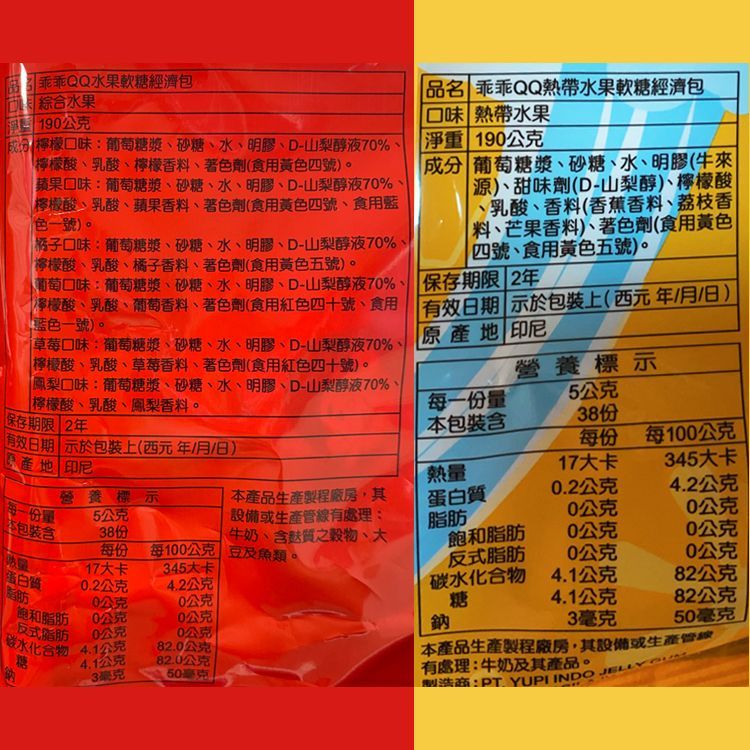 品名 乖乖QQ水果軟糖經濟包
口味 綜合水果
淨重 190公克
成分 檸檬口味：葡萄糖漿、砂糖、水、明膠、D-山梨醇液70%、
檸檬酸、乳酸、檸檬香料、著色劑(食用黃色四號)。
蘋果口味：葡萄糖漿、砂糖、水、明膠、D-山梨醇液70%、
檸檬酸、乳酸、蘋果香料、著色劑(食用黃色四號、食用藍
色一號)。
橘子口味：葡萄糖漿、砂糖、水、明膠、D-山梨醇液70%、
檸檬酸、乳酸、橘子香料、著色劑(食用黃色五號)。
葡萄口味：葡萄糖漿、砂糖、水、明膠、D-山梨醇液70%、
檸檬酸、乳酸、葡萄香料、著色劑(食用紅色四十號、食用
藍色一號)。
草莓口味：葡萄糖漿、砂糖、水、明膠、D-山梨醇液70%、
檸檬酸、乳酸、草莓香料、著色劑(食用紅色四十號)。
鳳梨口味：葡萄糖漿、砂糖、水、明膠、D-山梨醇液70%、
檸檬酸、乳酸、鳳梨香料。
保存期限 2年
有效日期 示於包裝上(西元 年/月/日)
原產地 印尼
營養標示
每一份量 5公克
本包裝含 38份
每份 每100公克
熱量 17大卡 345大卡
蛋白質 0.2公克 4.2公克
脂肪 0公克 0公克
飽和脂肪 0公克 0公克
反式脂肪 0公克 0公克
碳水化合物 4.1公克 82.0公克
糖 4.1公克 82.0公克
鈉 3毫克 50毫克
本產品生產製程廠房，其
設備或生產管線有處理：
牛奶、含麩質之穀物、大
豆及魚類。
品名 乖乖QQ熱帶水果軟糖經濟包
口味 熱帶水果
淨重 190公克
成分 葡萄糖漿、砂糖、水、明膠(牛來
源)、甜味劑(D-山梨醇)、檸檬酸
、乳酸、香料(香蕉香料、荔枝香
料、芒果香料)、著色劑(食用黃色
四號、食用黃色五號)。
保存期限 2年
有效日期 示於包裝上(西元 年/月/日)
原產地 印尼
營養標示
每一份量 5公克
本包裝含 38份
每份 每100公克
熱量 17大卡 345大卡
蛋白質 0.2公克 4.2公克
脂肪 0公克 0公克
飽和脂肪 0公克 0公克
反式脂肪 0公克 0公克
碳水化合物 4.1公克 82公克
糖 4.1公克 82公克
鈉 3毫克 50毫克
本產品生產製程廠房，其設備或生產管線
有處理：牛奶及其產品。
製造商：PT. YUPI INDO JELLY GUM